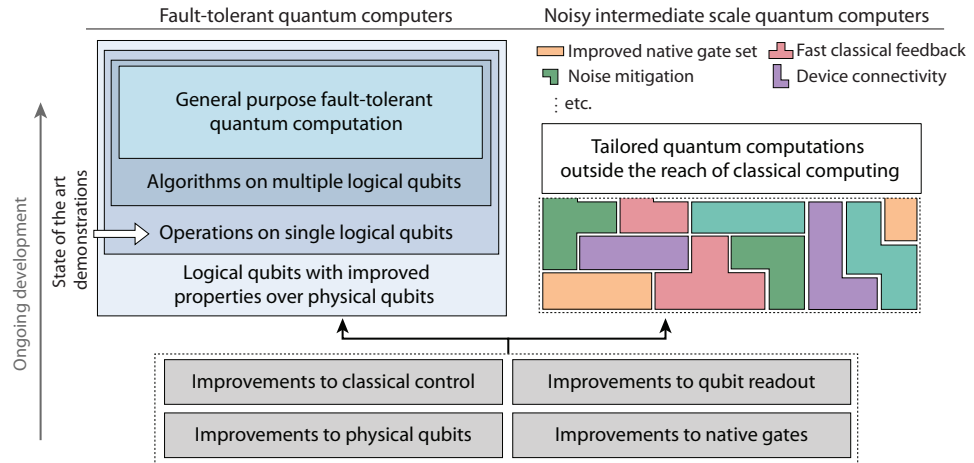 Fault-tolerant quantum computers
Noisy intermediate scale quantum computers
General purpose fault-tolerant
quantum computation
Algorithms on multiple logical qubits
Operations on single logical qubits
Logical qubits with improved
properties over physical qubits
Ongoing development
State of the art
demonstrations
Improved native gate set
Fast classical feedback
Noise mitigation
Device connectivity
etc.
Tailored quantum computations
outside the reach of classical computing
Improvements to classical control
Improvements to qubit readout
Improvements to physical qubits
Improvements to native gates